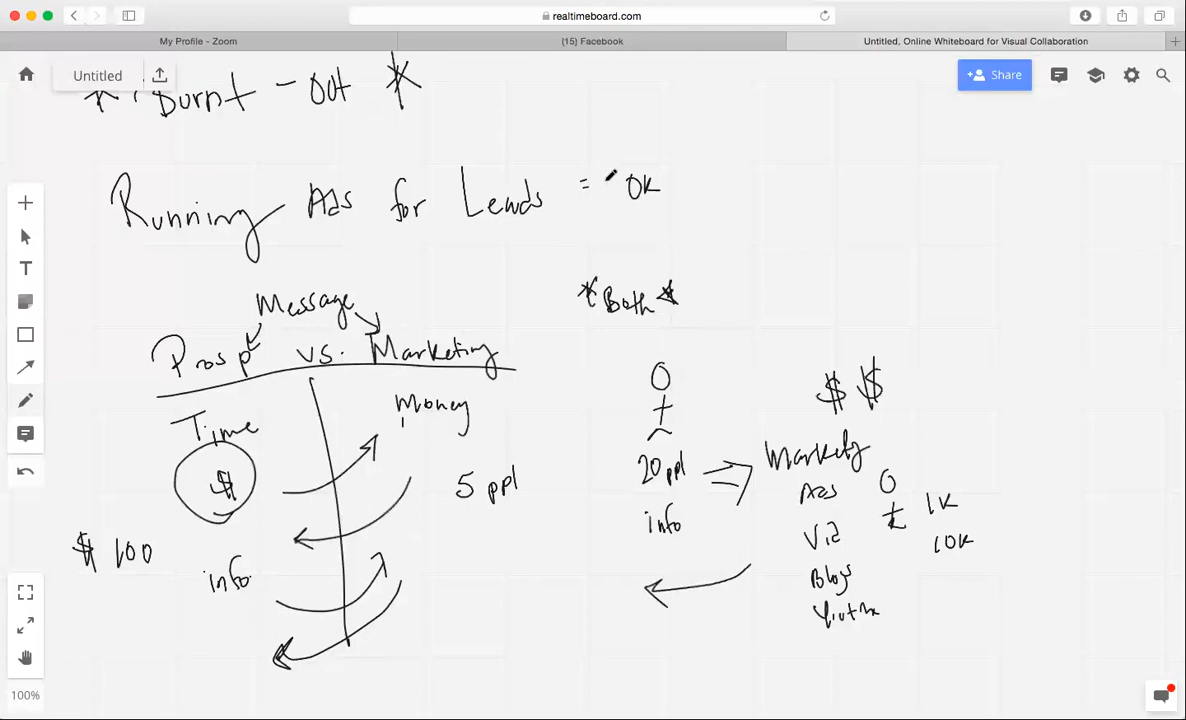 realtimeboard.com
My Profile - Zoom
(15) Facebook
Untitled, Online Whiteboard for Visual Collaboration
Untitled
Share
* Burnt - Out *
Running Ads for Leads = OK
Message
*Both*
Prosp vs. Marketing
Time
Money
$
$ $
5 ppl
20 ppl
Markety
Ads
1K
info
Vid
10K
$ 100
info
Blogs
T
100%